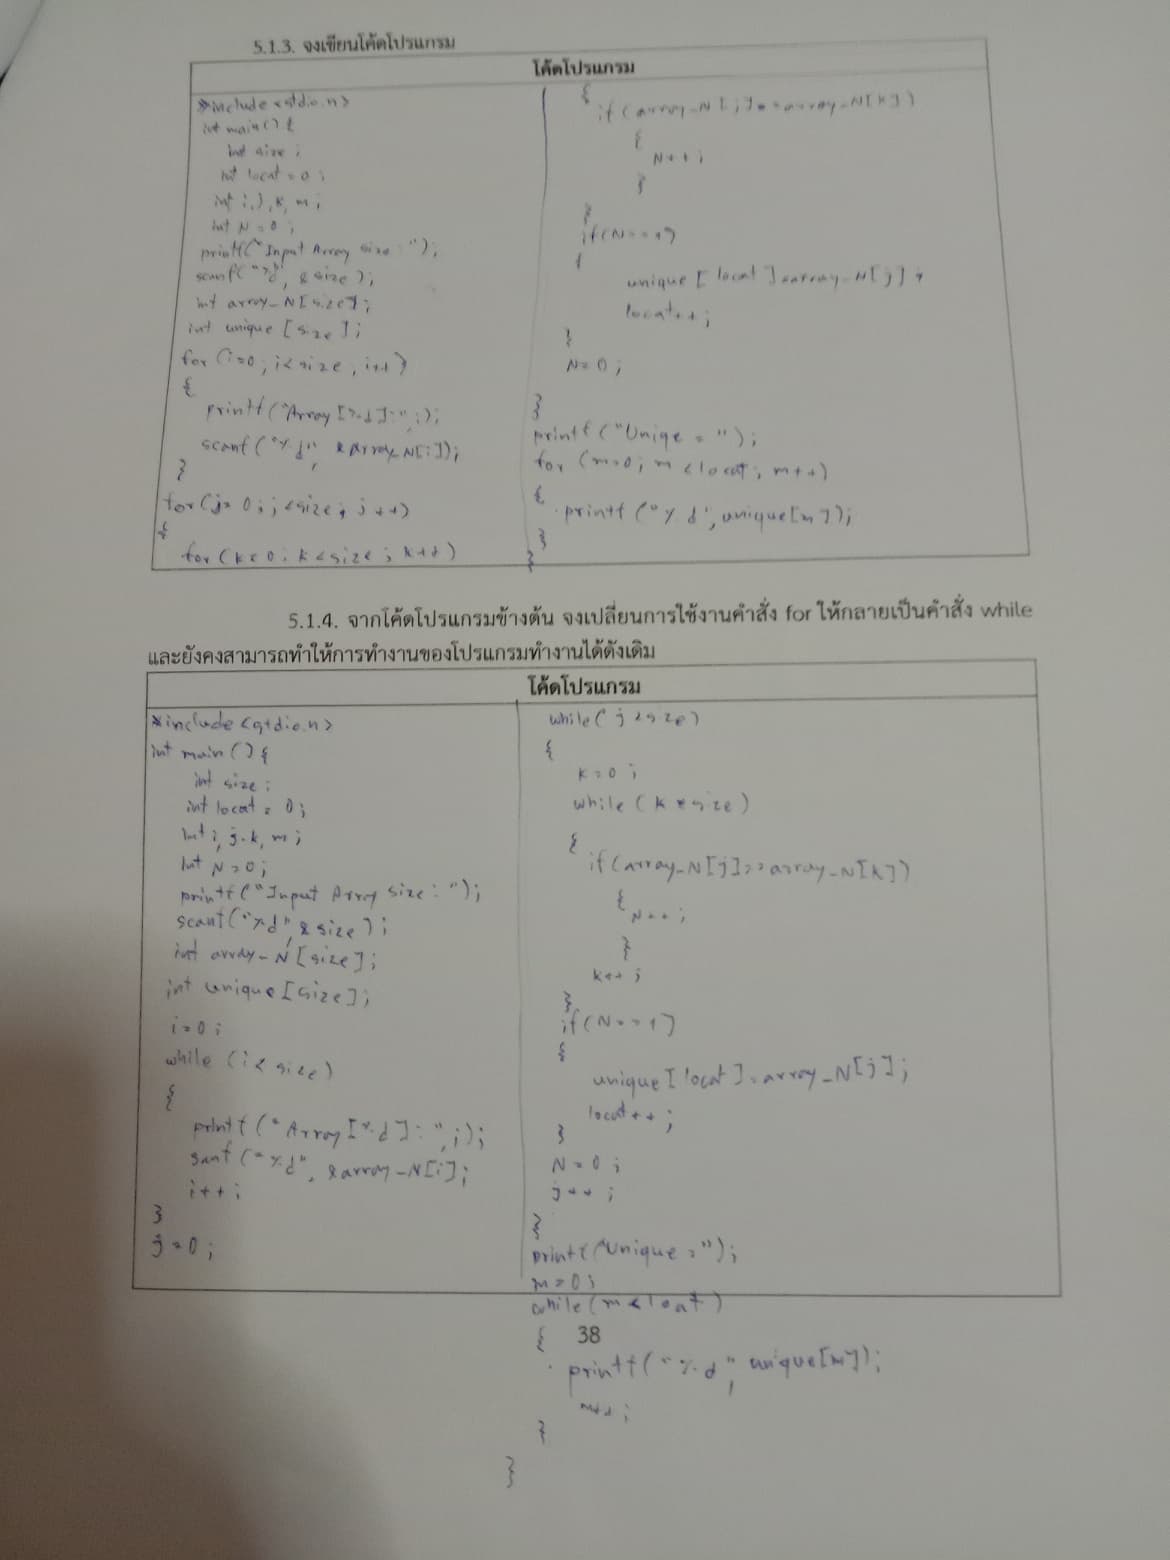 5.1.3. จงเขียนโค้ดโปรแกรม
โค้ดโปรแกรม
#include <stdio.h>
int main() {
int size ;
int locat = 0 ;
int i, j, k, m ;
int N = 0 ;
printf("Input Array size : ");
scanf("%d", & size );
int array_N[size];
int unique [size];
for (i=0; i<size, i++)
{
printf("Array[%d]:",i);
scanf("%d", &array_N[i]);
}
for(j= 0; j <size; j ++)
{
for (k=0; k <size ; k++)
{
if (array_N[j]==array_N[k])
{
N++ ;
}
}
if(N==1)
{
unique [ locat ]=array_N[j] ;
locat++ ;
}
N= 0 ;
}
printf ("Uniqe = ");
for (m=0; m <locat; m++)
{
printf ("%d",unique[m]);
}
}
5.1.4. จากโค้ดโปรแกรมข้างต้น จงเปลี่ยนการใช้งานคำสั่ง for ให้กลายเป็นคำสั่ง while
และยังคงสามารถทำให้การทำงานของโปรแกรมทำงานได้ดังเดิม
โค้ดโปรแกรม
#include <stdio.h>
int main () {
int size ;
int locat = 0 ;
int i, j, k, m ;
int N = 0 ;
printf("Input Array size : ");
scanf("%d", & size );
int array_N [size];
int unique [size];
i=0 ;
while (i< size)
{
printf ("Array [%d] : ",i);
sanf ("%d", &array_N[i];
i++ ;
}
j = 0 ;
while( j <size)
{
k = 0 ;
while ( k <size)
{
if(array_N[j]==array_N[k])
{
N++ ;
}
k++ ;
}
if(N==1)
{
unique [ locat]=array_N[j] ;
locat++ ;
}
N = 0 ;
j++ ;
}
printf("Unique =");
m = 0 ;
while (m < loat)
38
{
printf("%d", unique[m]);
m++ ;
}
}